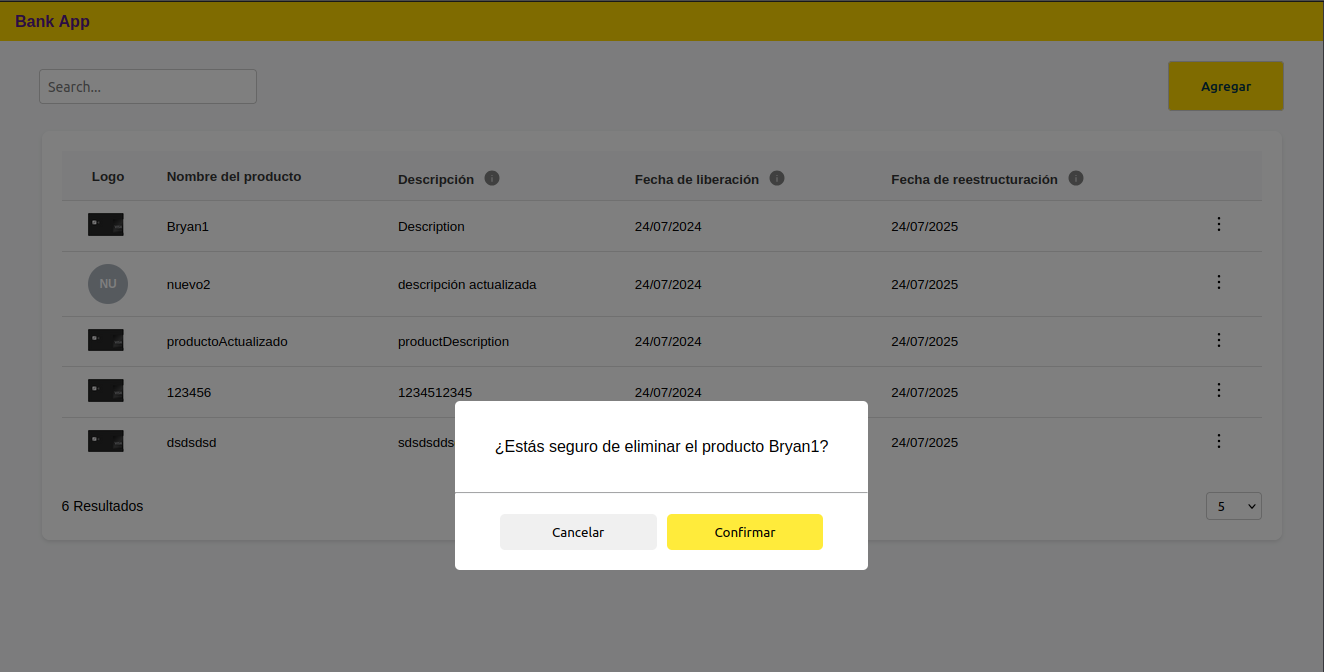 Bank App
Search...
Agregar
Logo Nombre del producto Descripción Fecha de liberación Fecha de reestructuración
Bryan1 Description 24/07/2024 24/07/2025
NU nuevo2 descripción actualizada 24/07/2024 24/07/2025
productoActualizado productDescription 24/07/2024 24/07/2025
123456 1234512345 24/07/2024 24/07/2025
dsdsdsd sdsdsdds 24/07/2025
¿Estás seguro de eliminar el producto Bryan1?
6 Resultados 5
Cancelar Confirmar